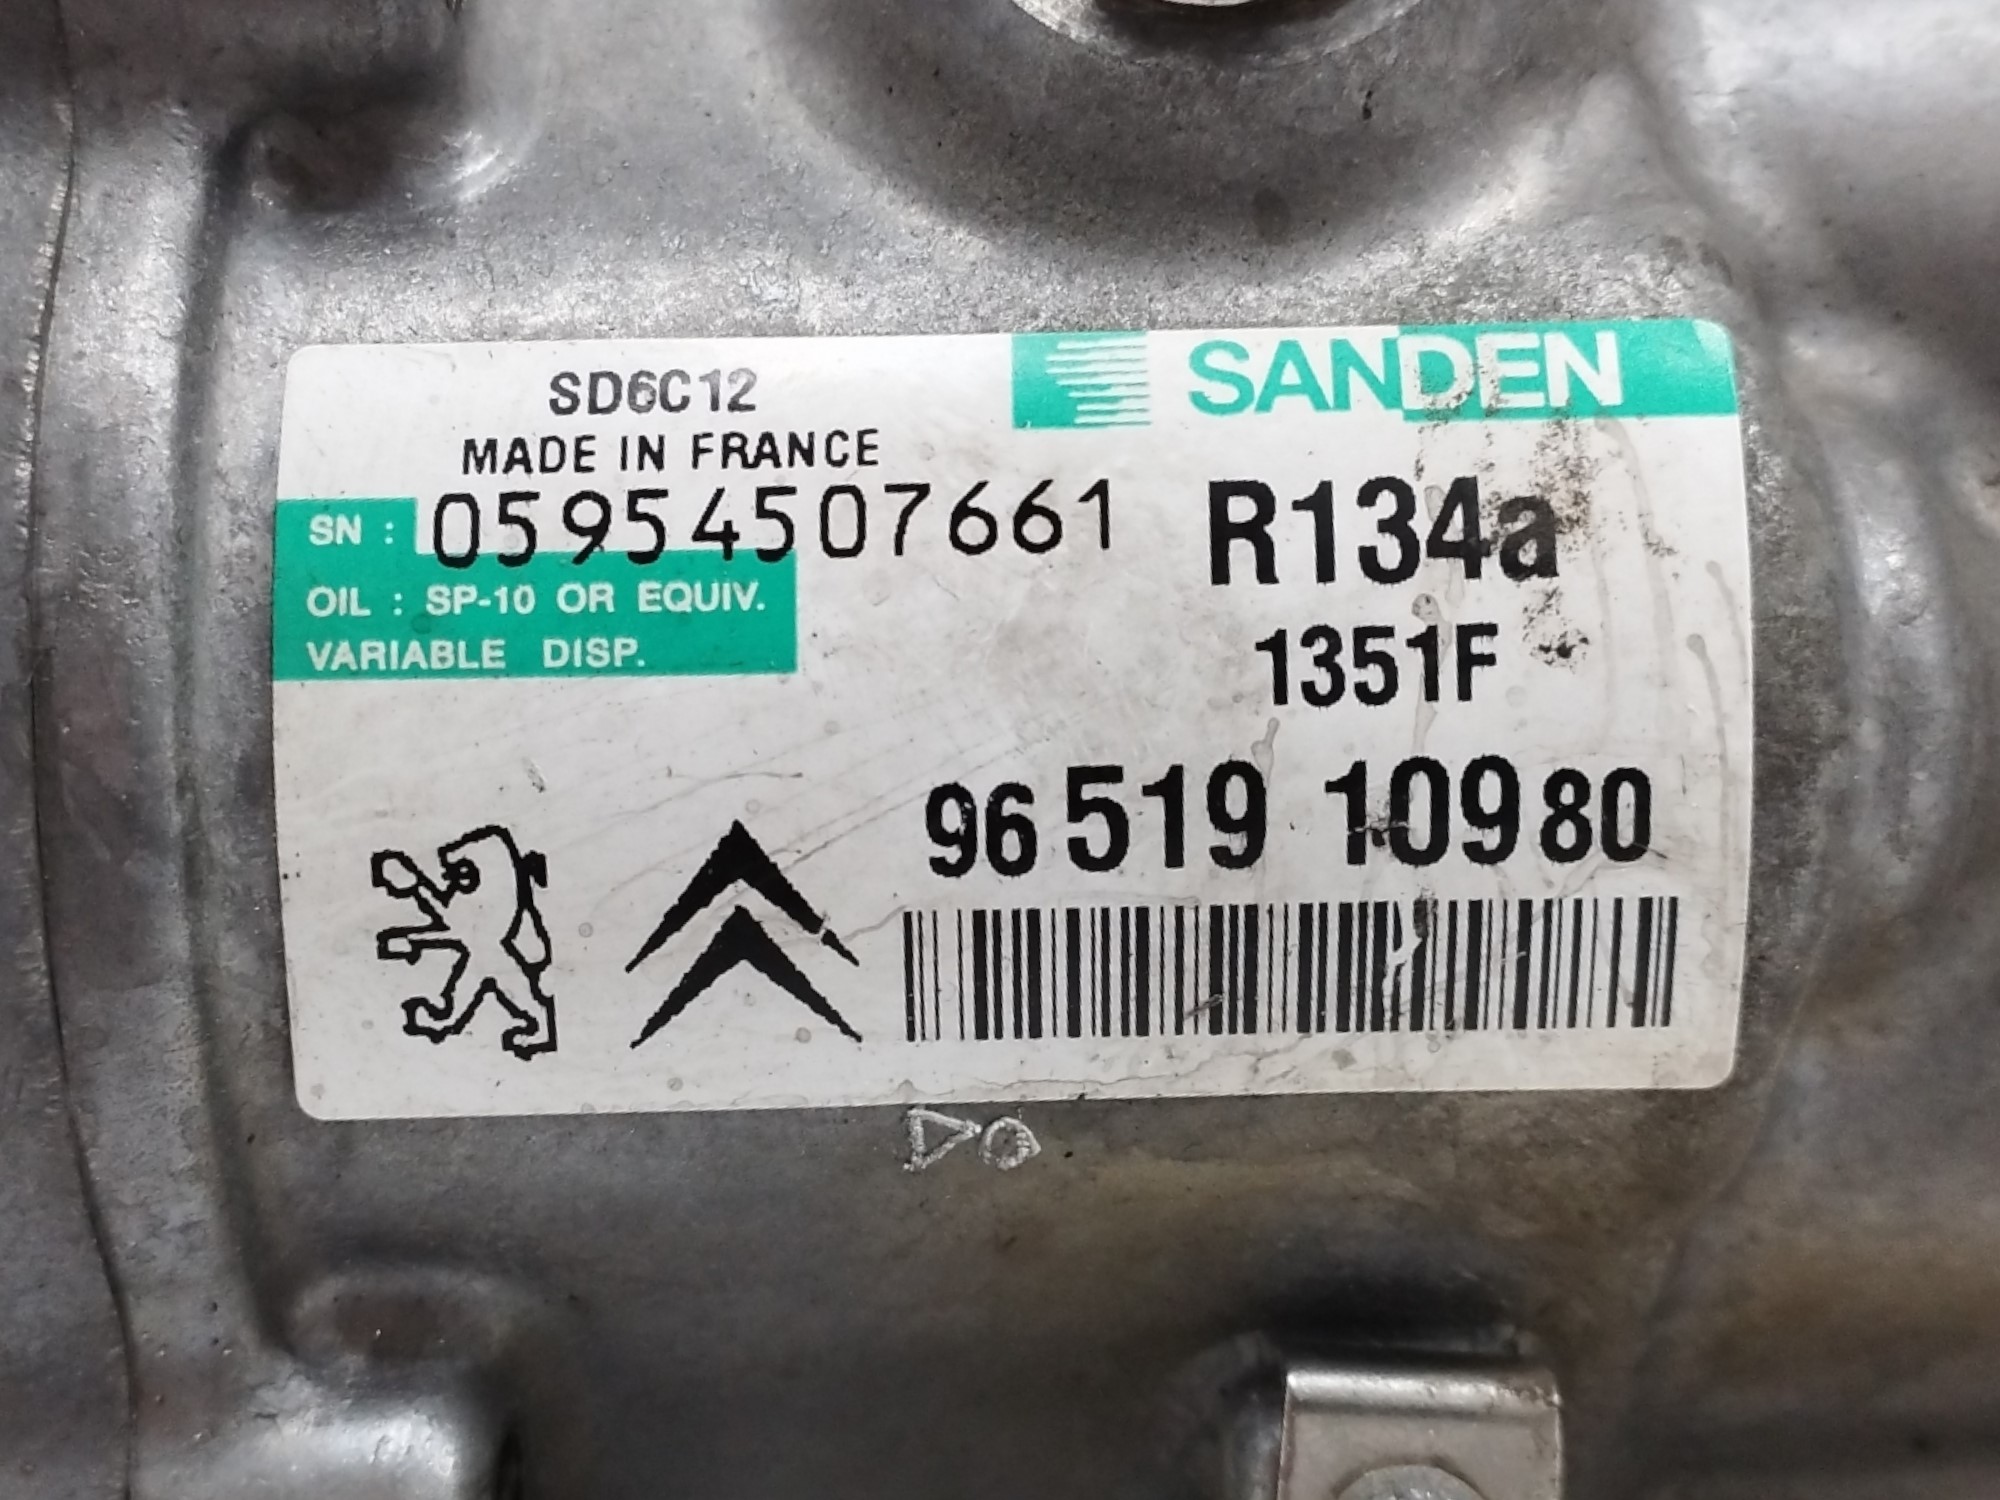 SANDEN
SD6C12
MADE IN FRANCE
SN : 05954507661
R134a
OIL : SP-10 OR EQUIV.
VARIABLE DISP.
1351F
96 519 109 80